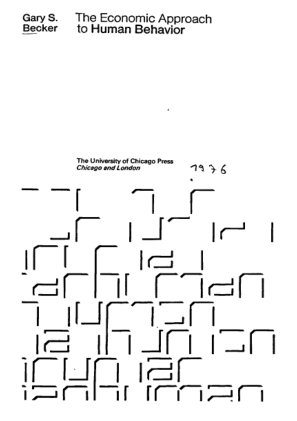 Gary S.
Becker
The Economic Approach
to Human Behavior
The University of Chicago Press
Chicago and London
1976